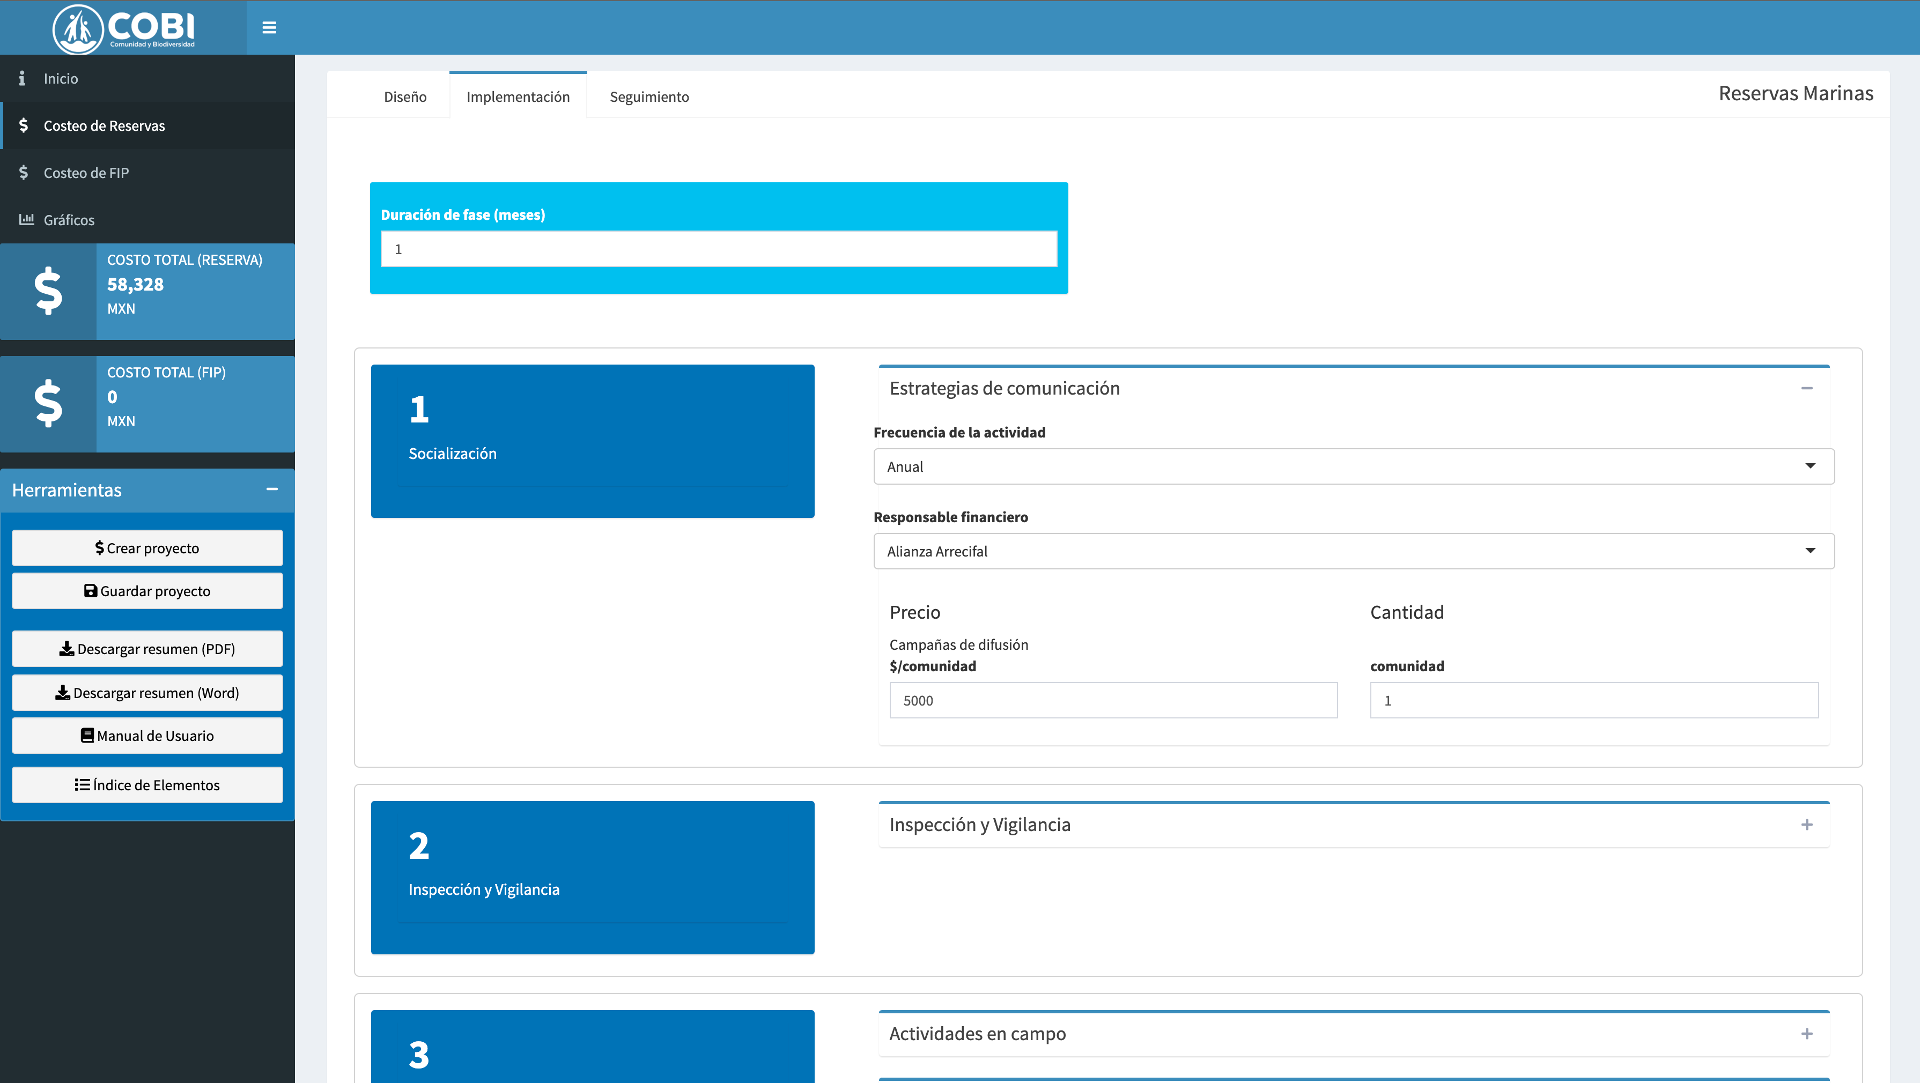 COBI
Comunidad y Biodiversidad
Inicio
Costeo de Reservas
Costeo de FIP
Gráficos
COSTO TOTAL (RESERVA)
58,328
MXN
COSTO TOTAL (FIP)
0
MXN
Herramientas
Crear proyecto
Guardar proyecto
Descargar resumen (PDF)
Descargar resumen (Word)
Manual de Usuario
Índice de Elementos
Diseño
Implementación
Seguimiento
Reservas Marinas
Duración de fase (meses)
1
1
Socialización
Estrategias de comunicación
Frecuencia de la actividad
Anual
Responsable financiero
Alianza Arrecifal
Precio
Cantidad
Campañas de difusión
$/comunidad
comunidad
5000
1
2
Inspección y Vigilancia
Inspección y Vigilancia
3
Actividades en campo